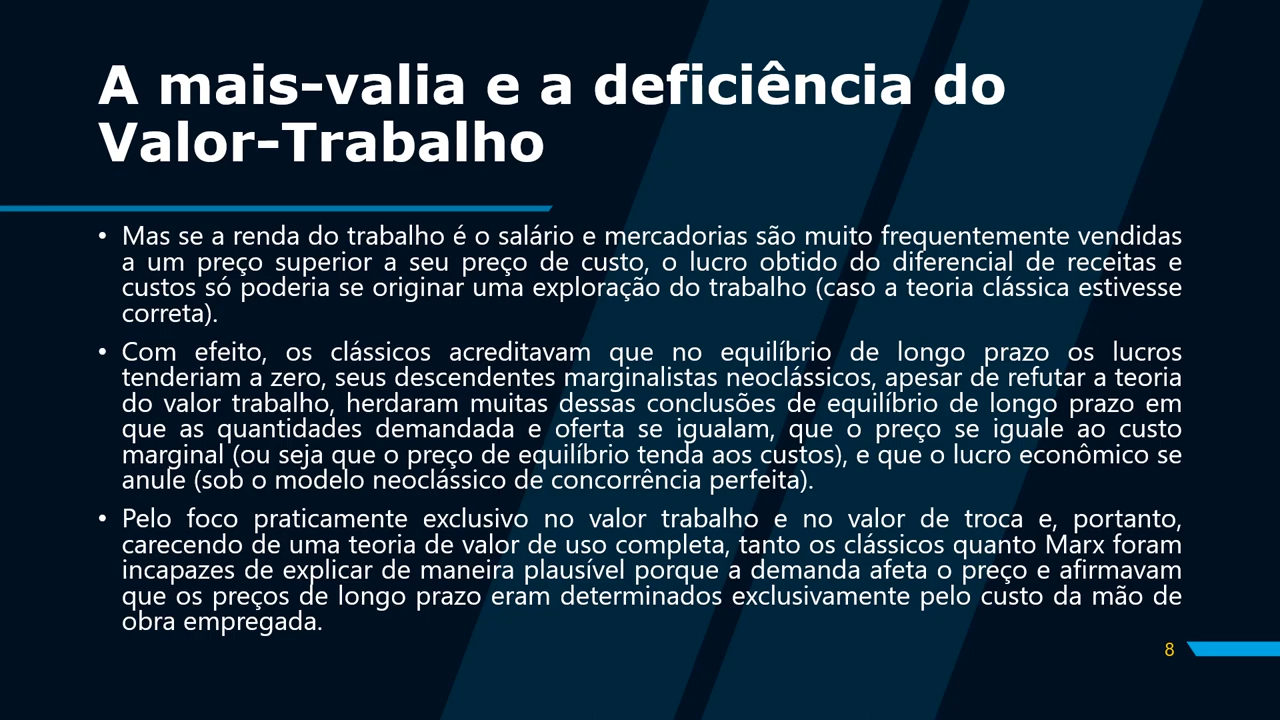 A mais-valia e a deficiência do
Valor-Trabalho
• Mas se a renda do trabalho é o salário e mercadorias são muito frequentemente vendidas
a um preço superior a seu preço de custo, o lucro obtido do diferencial de receitas e
custos só poderia se originar uma exploração do trabalho (caso a teoria clássica estivesse
correta).
• Com efeito, os clássicos acreditavam que no equilíbrio de longo prazo os lucros
tenderiam a zero, seus descendentes marginalistas neoclássicos, apesar de refutar a teoria
do valor trabalho, herdaram muitas dessas conclusões de equilíbrio de longo prazo em
que as quantidades demandada e oferta se igualam, que o preço se iguale ao custo
marginal (ou seja que o preço de equilíbrio tenda aos custos), e que o lucro econômico se
anule (sob o modelo neoclássico de concorrência perfeita).
• Pelo foco praticamente exclusivo no valor trabalho e no valor de troca e, portanto,
carecendo de uma teoria de valor de uso completa, tanto os clássicos quanto Marx foram
incapazes de explicar de maneira plausível porque a demanda afeta o preço e afirmavam
que os preços de longo prazo eram determinados exclusivamente pelo custo da mão de
obra empregada.
8